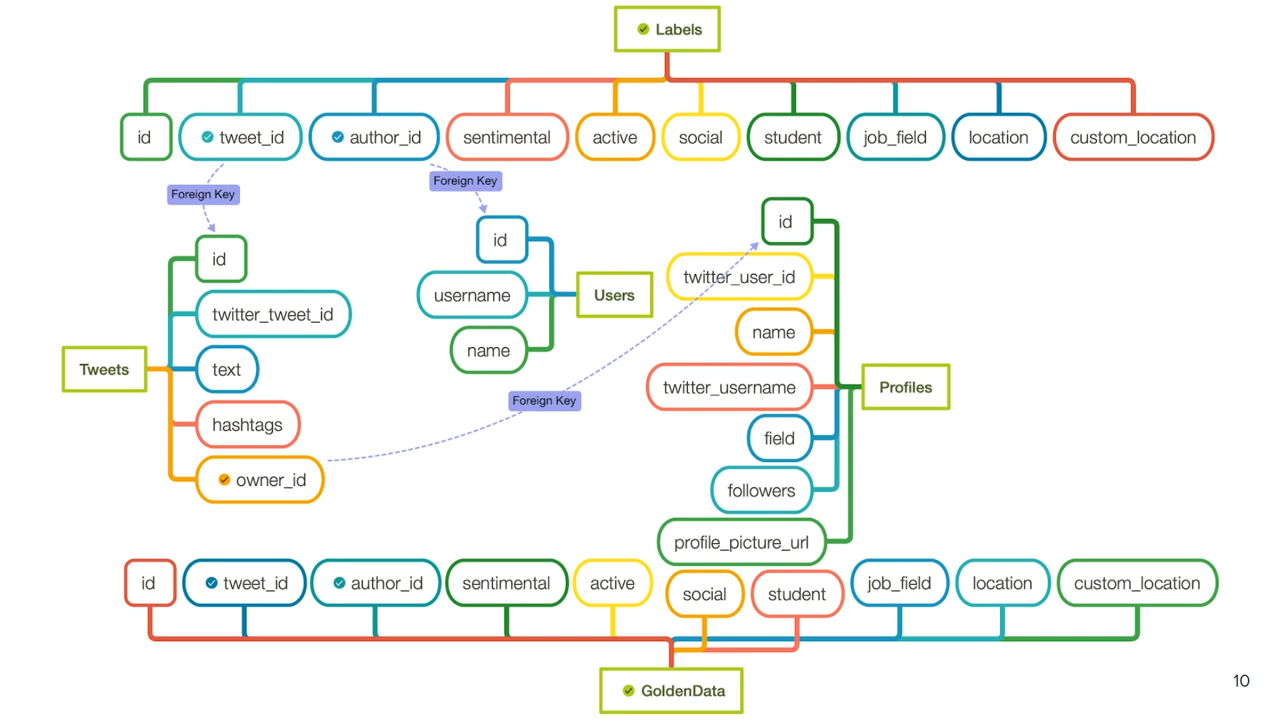 Labels
id
tweet_id
author_id
sentimental
active
social
student
job_field
location
custom_location
Foreign Key
Foreign Key
id
twitter_tweet_id
text
hashtags
owner_id
Tweets
id
username
name
Users
Foreign Key
id
twitter_user_id
name
twitter_username
field
followers
profile_picture_url
Profiles
id
tweet_id
author_id
sentimental
active
social
student
job_field
location
custom_location
GoldenData
10